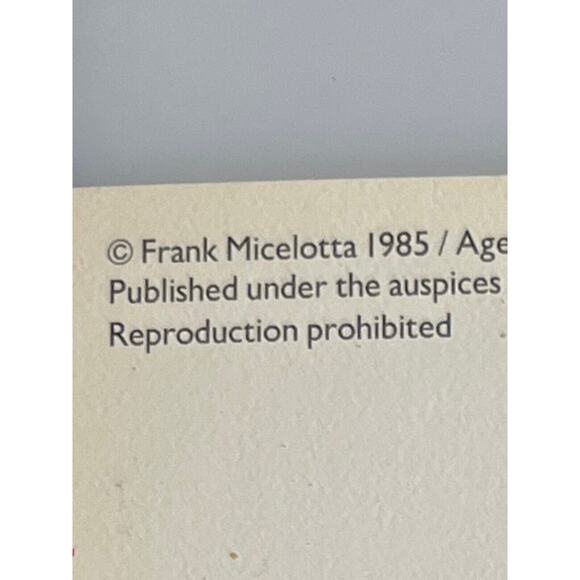 © Frank Micelotta 1985 / Age
Published under the auspices
Reproduction prohibited